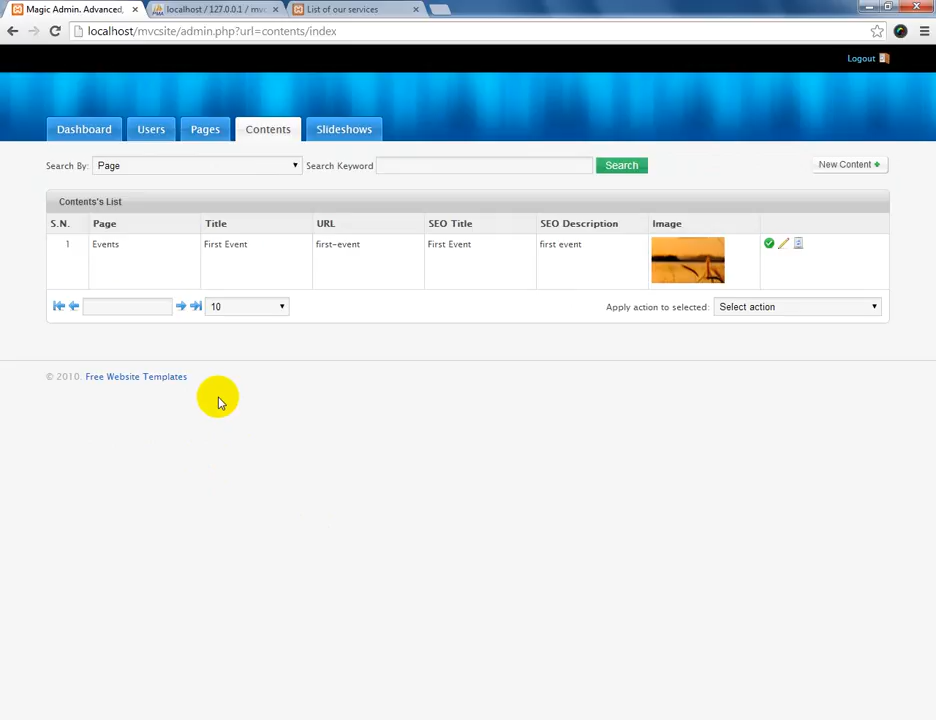 Magic Admin. Advanced,
localhost / 127.0.0.1 / mvc
List of our services
localhost/mvcsite/admin.php?url=contents/index
Logout
Dashboard Users Pages Contents Slideshows
Search By: Page Search Keyword Search New Content
Contents's List
S.N. Page Title URL SEO Title SEO Description Image
1 Events First Event first-event First Event first event
10 Apply action to selected: Select action
© 2010. Free Website Templates